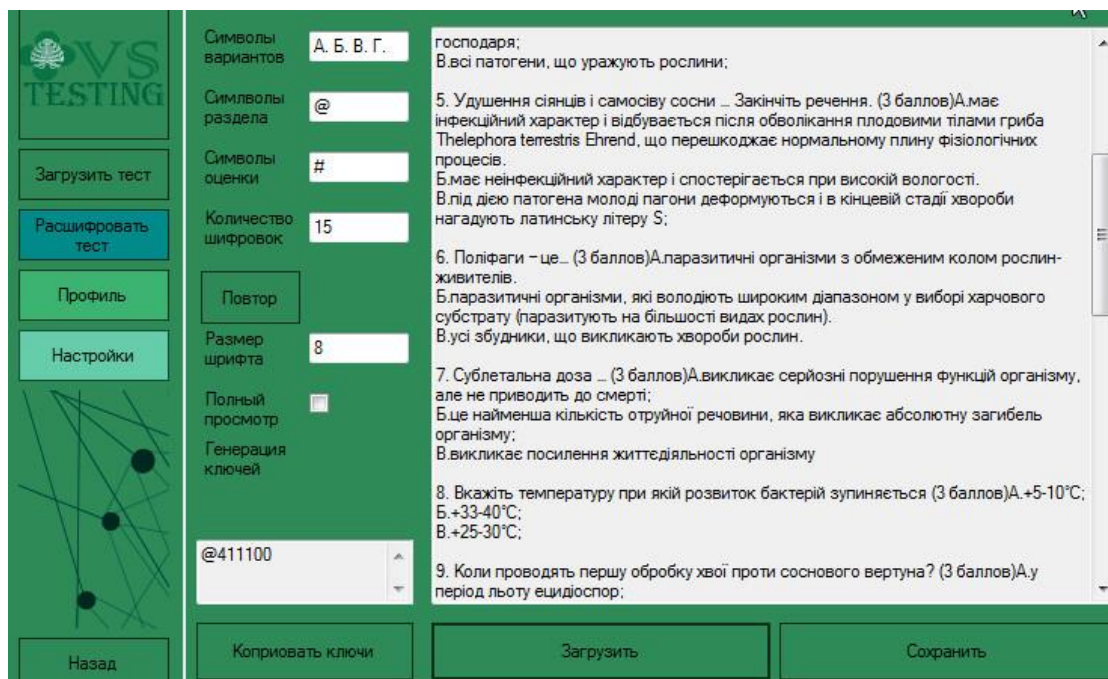 VS
TESTING
Загрузить тест
Расшифровать
тест
Профиль
Настройки
Назад
Символы
вариантов
А. Б. В. Г.
Симлволы
раздела
@
Символы
оценки
#
Количество
шифровок
15
Повтор
Размер
шрифта
8
Полный
просмотр
Генерация
ключей
@411100
господаря;
В.всі патогени, що уражують рослини;
5. Удушення сіянців і самосіву сосни ... Закінчіть речення. (3 баллов)А.має
інфекційний характер і відбувається після обволікання плодовими тілами гриба
Thelephora terrestris Ehrend, що перешкоджає нормальному плину фізіологічних
процесів.
Б.має неінфекційний характер і спостерігається при високій вологості.
В.під дією патогена молоді пагони деформуються і в кінцевій стадії хвороби
нагадують латинську літеру S;
6. Поліфаги – це... (3 баллов)А.паразитичні організми з обмеженим колом рослин-
живителів.
Б.паразитичні організми, які володіють широким діапазоном у виборі харчового
субстрату (паразитують на більшості видах рослин).
В.усі збудники, що викликають хвороби рослин.
7. Сублетальна доза ... (3 баллов)А.викликає серйозні порушення функцій організму,
але не приводить до смерті;
Б.це найменша кількість отруйної речовини, яка викликає абсолютну загибель
організму;
В.викликає посилення життєдіяльності організму
8. Вкажіть температуру при якій розвиток бактерій зупиняється (3 баллов)А.+5-10°С;
Б.+33-40°С;
В.+25-30°С;
9. Коли проводять першу обробку хвої проти соснового вертуна? (3 баллов)А.у
період льоту ецидіоспор;
Коприовать ключи
Загрузить
Сохранить